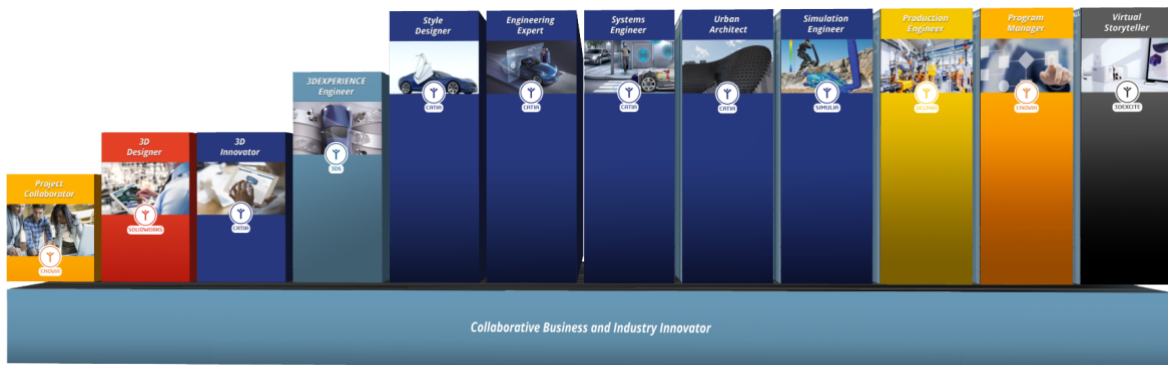 Project
Collaborator
ENOVIA
3D
Designer
SOLIDWORKS
3D
Innovator
CATIA
3DEXPERIENCE
Engineer
3DS
Style
Designer
CATIA
Engineering
Expert
CATIA
Systems
Engineer
CATIA
Urban
Architect
CATIA
Simulation
Engineer
SIMULIA
Production
Engineer
DELMIA
Program
Manager
ENOVIA
Virtual
Storyteller
3DEXCITE
Collaborative Business and Industry Innovator